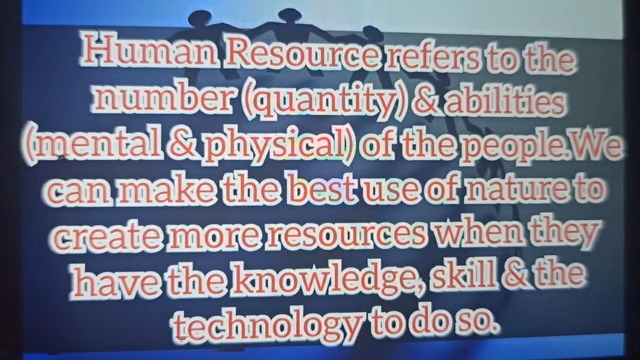 Human Resource refers to the
number (quantity) & abilities
(mental & physical) of the people.We
can make the best use of nature to
create more resources when they
have the knowledge, skill & the
technology to do so.